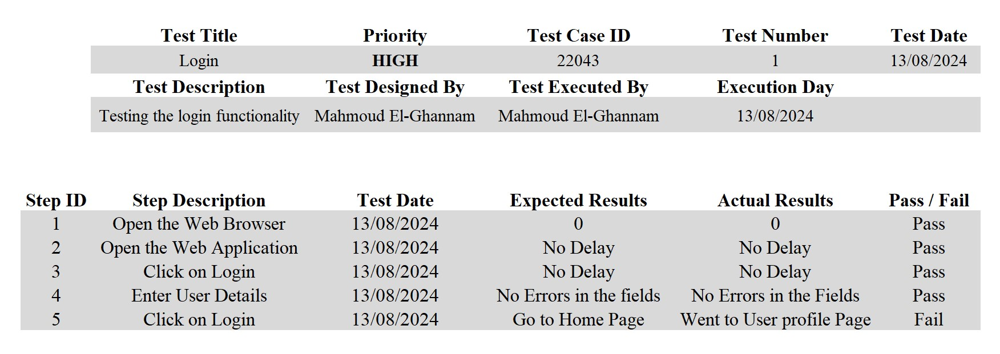 Test Title Priority Test Case ID Test Number Test Date
Login HIGH 22043 1 13/08/2024
Test Description Test Designed By Test Executed By Execution Day
Testing the login functionality Mahmoud El-Ghannam Mahmoud El-Ghannam 13/08/2024
Step ID Step Description Test Date Expected Results Actual Results Pass / Fail
1 Open the Web Browser 13/08/2024 0 0 Pass
2 Open the Web Application 13/08/2024 No Delay No Delay Pass
3 Click on Login 13/08/2024 No Delay No Delay Pass
4 Enter User Details 13/08/2024 No Errors in the fields No Errors in the Fields Pass
5 Click on Login 13/08/2024 Go to Home Page Went to User profile Page Fail